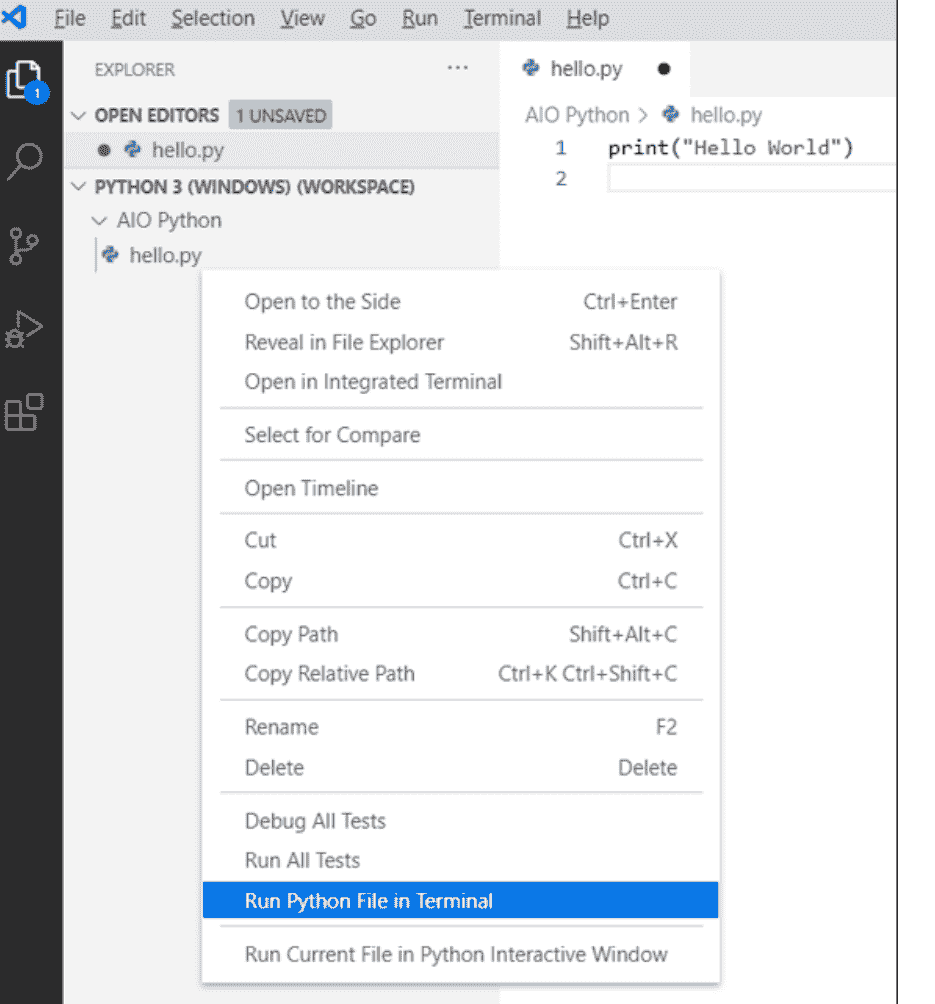 File Edit Selection View Go Run Terminal Help
EXPLORER ...
hello.py
OPEN EDITORS 1 UNSAVED
hello.py
PYTHON 3 (WINDOWS) (WORKSPACE)
AIO Python
hello.py
1
AIO Python > hello.py
1 print("Hello World")
2
Open to the Side Ctrl+Enter
Reveal in File Explorer Shift+Alt+R
Open in Integrated Terminal
Select for Compare
Open Timeline
Cut Ctrl+X
Copy Ctrl+C
Copy Path Shift+Alt+C
Copy Relative Path Ctrl+K Ctrl+Shift+C
Rename F2
Delete Delete
Debug All Tests
Run All Tests
Run Python File in Terminal
Run Current File in Python Interactive Window